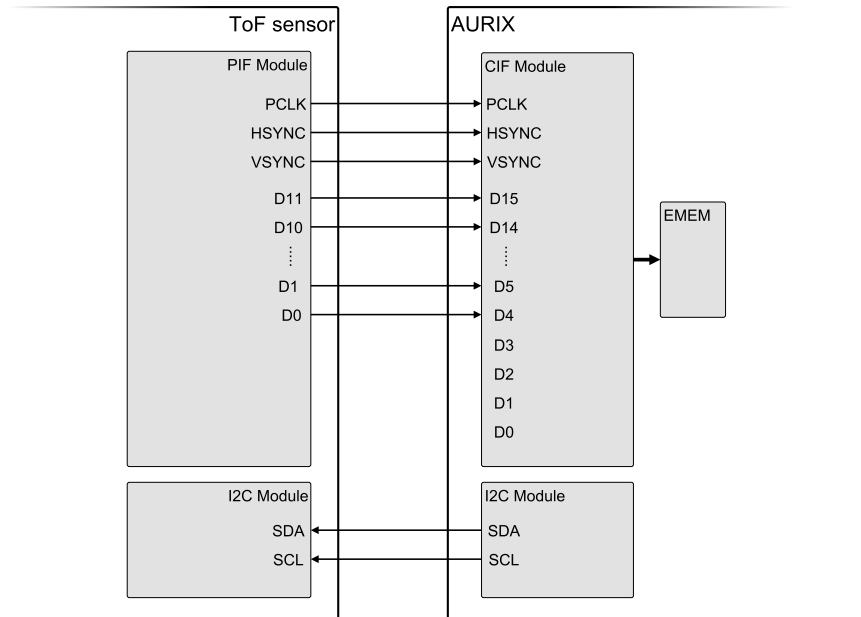 ToF sensor
AURIX
PIF Module
PCLK
HSYNC
VSYNC
D11
D10
D1
D0
CIF Module
PCLK
HSYNC
VSYNC
D15
D14
D5
D4
D3
D2
D1
D0
EMEM
I2C Module
SDA
SCL
I2C Module
SDA
SCL